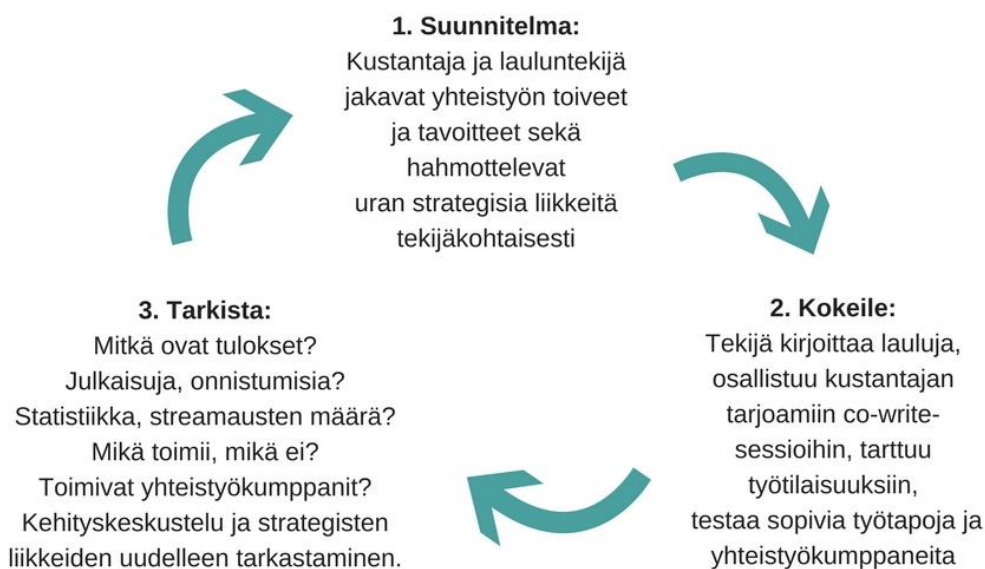 1. Suunnitelma:
Kustantaja ja lauluntekijä
jakavat yhteistyön toiveet
ja tavoitteet sekä
hahmottelevat
uran strategisia liikkeitä
tekijäkohtaisesti
2. Kokeile:
Tekijä kirjoittaa lauluja,
osallistuu kustantajan
tarjoamiin co-write-
sessioihin, tarttuu
työtilaisuuksiin,
testaa sopivia työtapoja ja
yhteistyökumppaneita
3. Tarkista:
Mitkä ovat tulokset?
Julkaisuja, onnistumisia?
Statistiikka, streamausten määrä?
Mikä toimii, mikä ei?
Toimivat yhteistyökumppanit?
Kehityskeskustelu ja strategisten
liikkeiden uudelleen tarkastaminen.